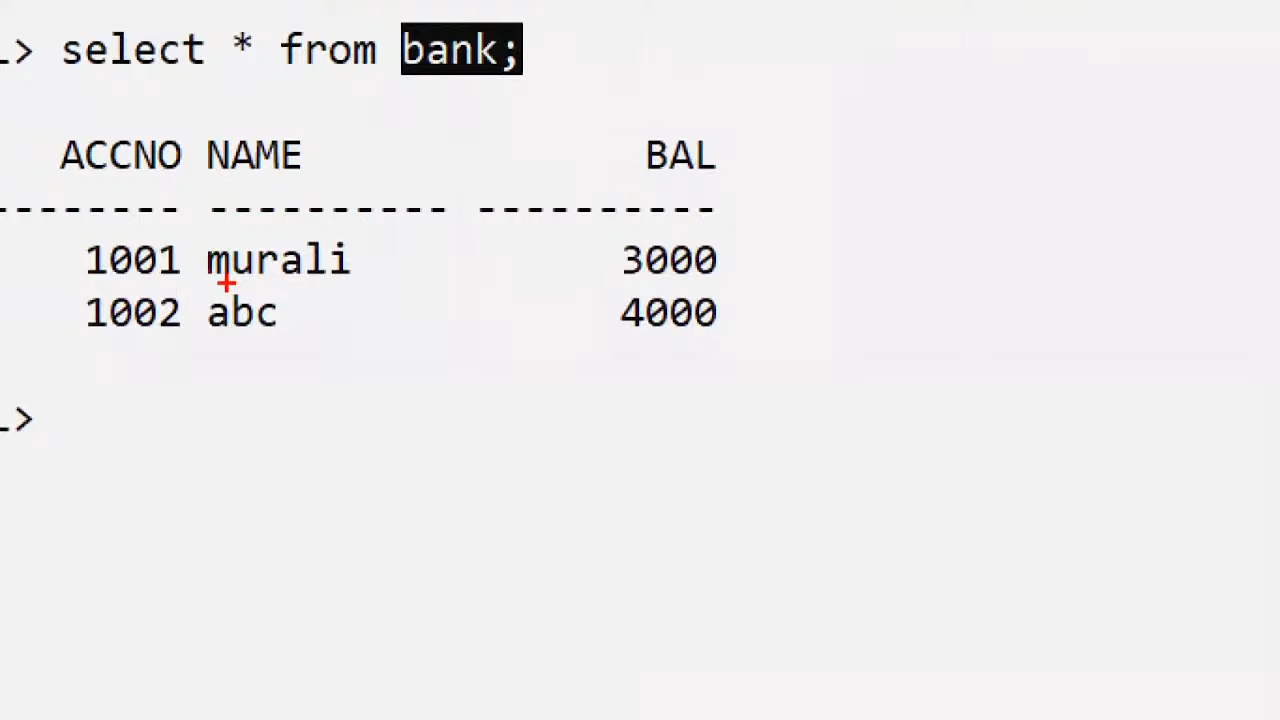 > select * from bank;
ACCNO NAME BAL
-------- ---------- ----------
1001 murali 3000
1002 abc 4000
>